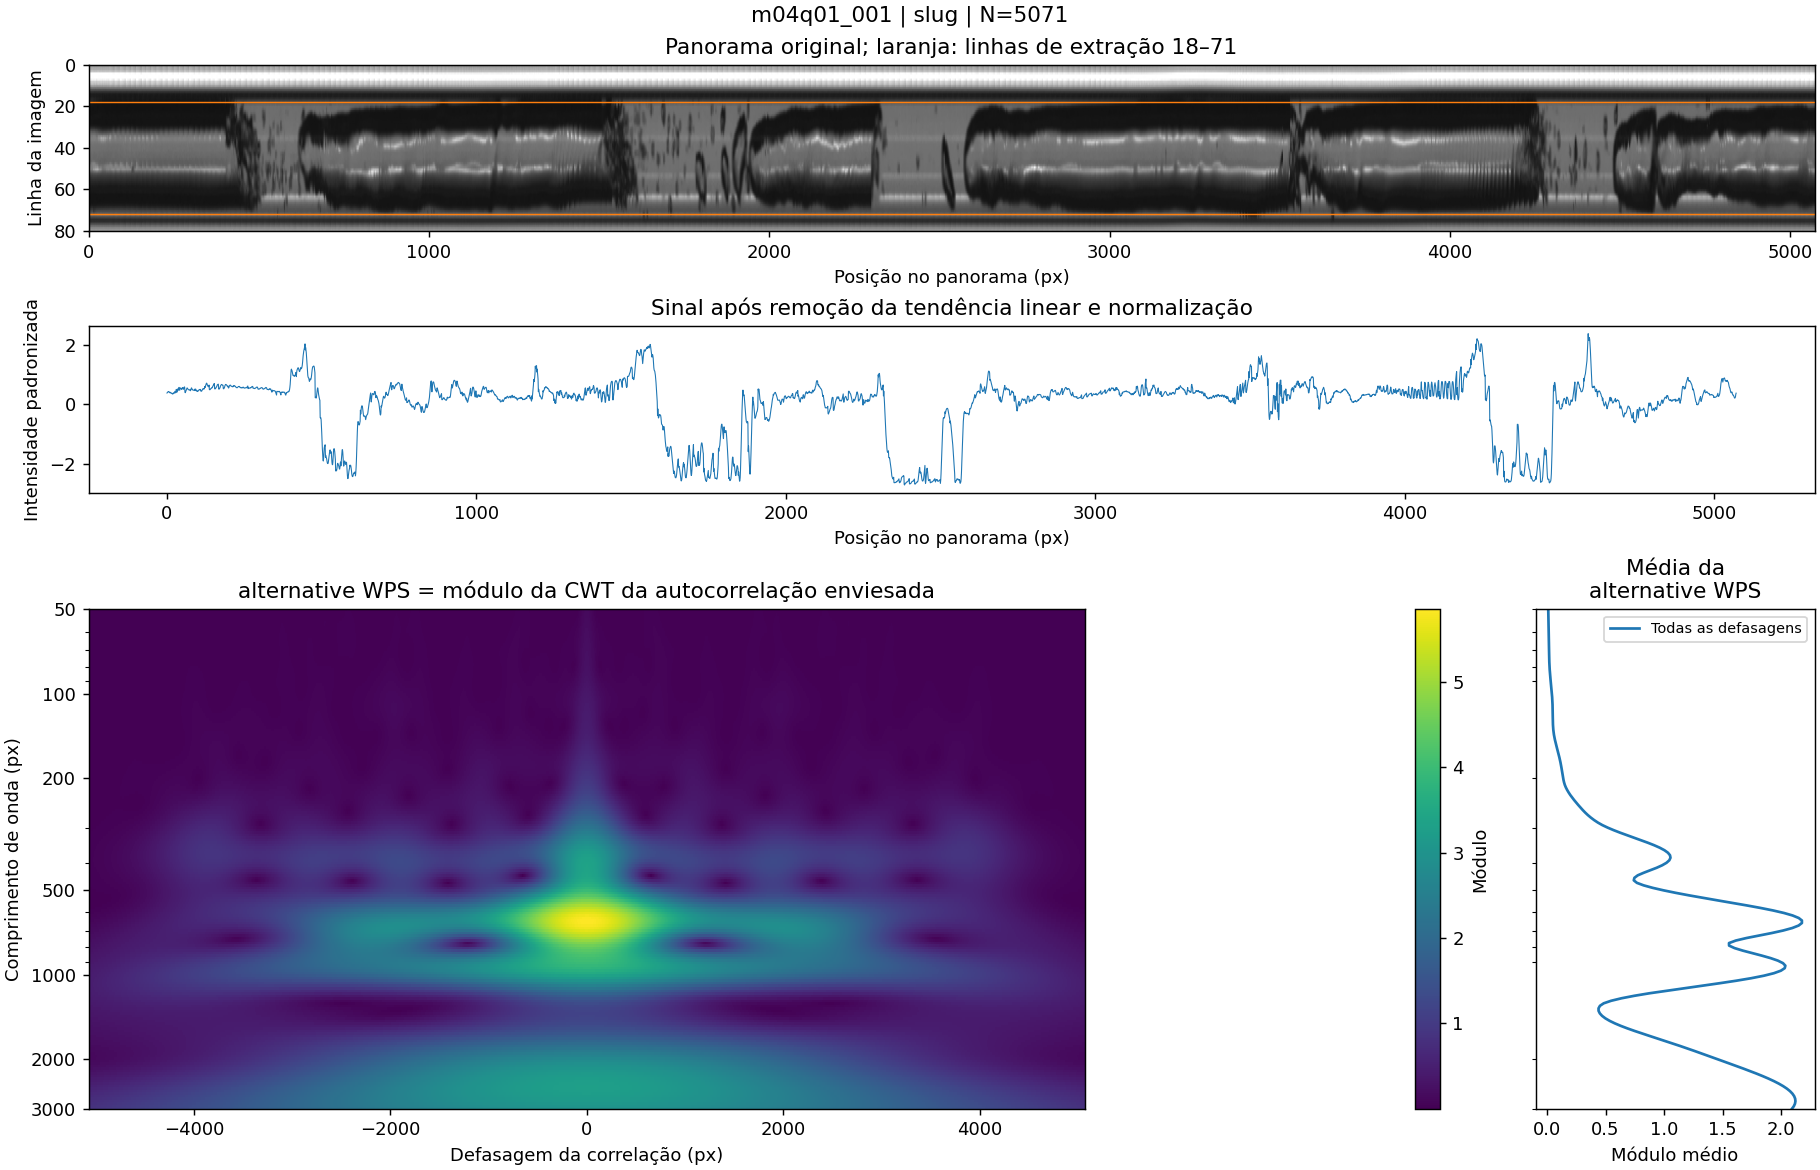 m04q01_001 | slug | N=5071
Panorama original; laranja: linhas de extração 18–71
Linha da imagem
0
20
40
60
80
0
1000
2000
3000
4000
5000
Posição no panorama (px)
Sinal após remoção da tendência linear e normalização
Intensidade padronizada
2
0
−2
0
1000
2000
3000
4000
5000
Posição no panorama (px)
alternative WPS = módulo da CWT da autocorrelação enviesada
Comprimento de onda (px)
50
100
200
500
1000
2000
3000
−4000
−2000
0
2000
4000
Defasagem da correlação (px)
5
4
3
2
1
Módulo
Média da
alternative WPS
Todas as defasagens
0.0
0.5
1.0
1.5
2.0
Módulo médio